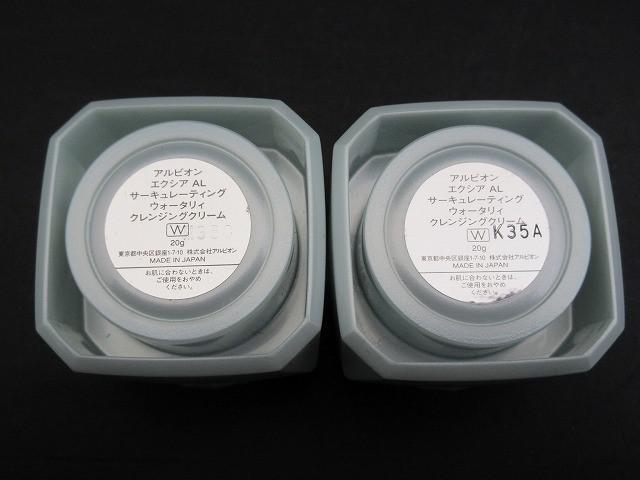 アルビオン
エクシア AL
サーキュレーティング
ウォータリィ
クレンジングクリーム
W
20g
東京都中央区銀座1-7-10 株式会社アルビオン
MADE IN JAPAN
お肌に合わないときは、
ご使用をおやめ
ください。
アルビオン
エクシア AL
サーキュレーティング
ウォータリィ
クレンジングクリーム
W K35A
20g
東京都中央区銀座1-7-10 株式会社アルビオン
MADE IN JAPAN
お肌に合わないときは、
ご使用をおやめ
ください。